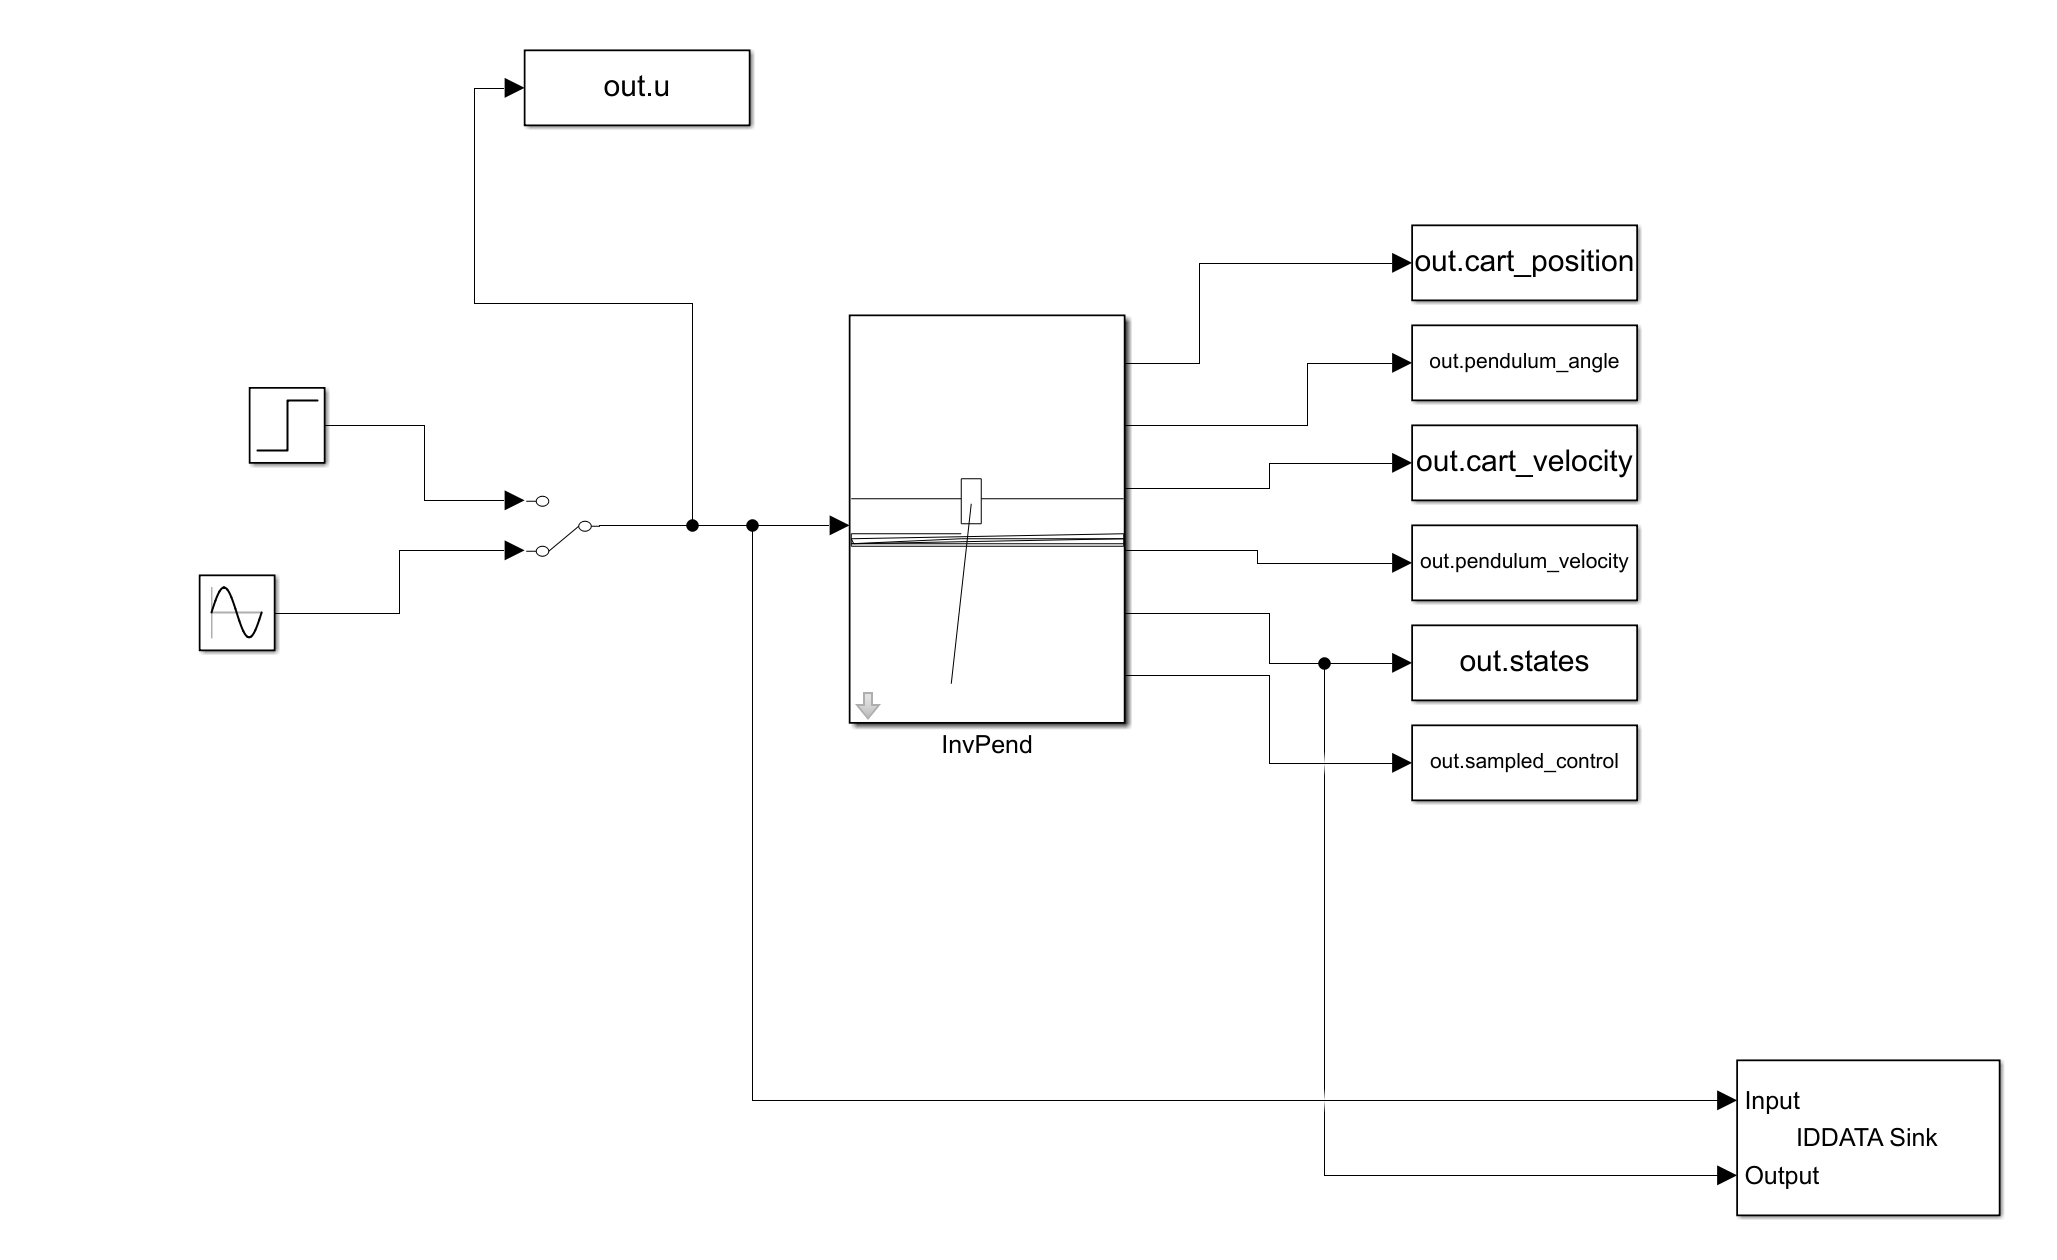 out.u
out.cart_position
out.pendulum_angle
out.cart_velocity
out.pendulum_velocity
out.states
out.sampled_control
InvPend
Input
IDDATA Sink
Output